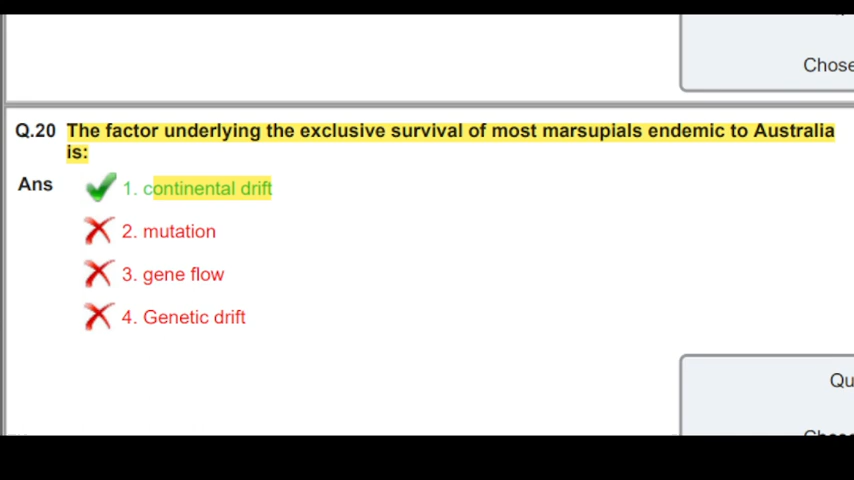 Chose
Q.20 The factor underlying the exclusive survival of most marsupials endemic to Australia
is:
Ans 1. continental drift
2. mutation
3. gene flow
4. Genetic drift
Qu